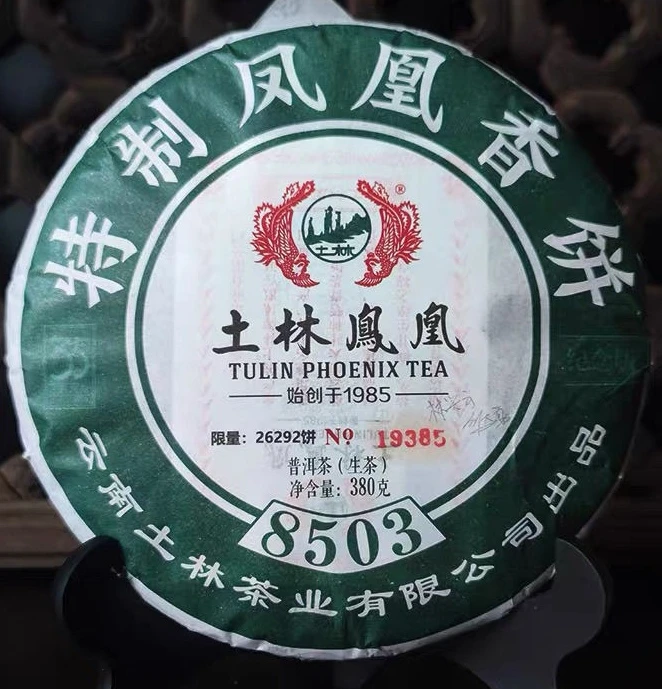 特制凤凰香饼
®
土林
土林鳳凰
TULIN PHOENIX TEA
始创于1985
限量：26292饼 № 19385
普洱茶（生茶）
净含量：380克
8503
云南土林茶业有限公司出品